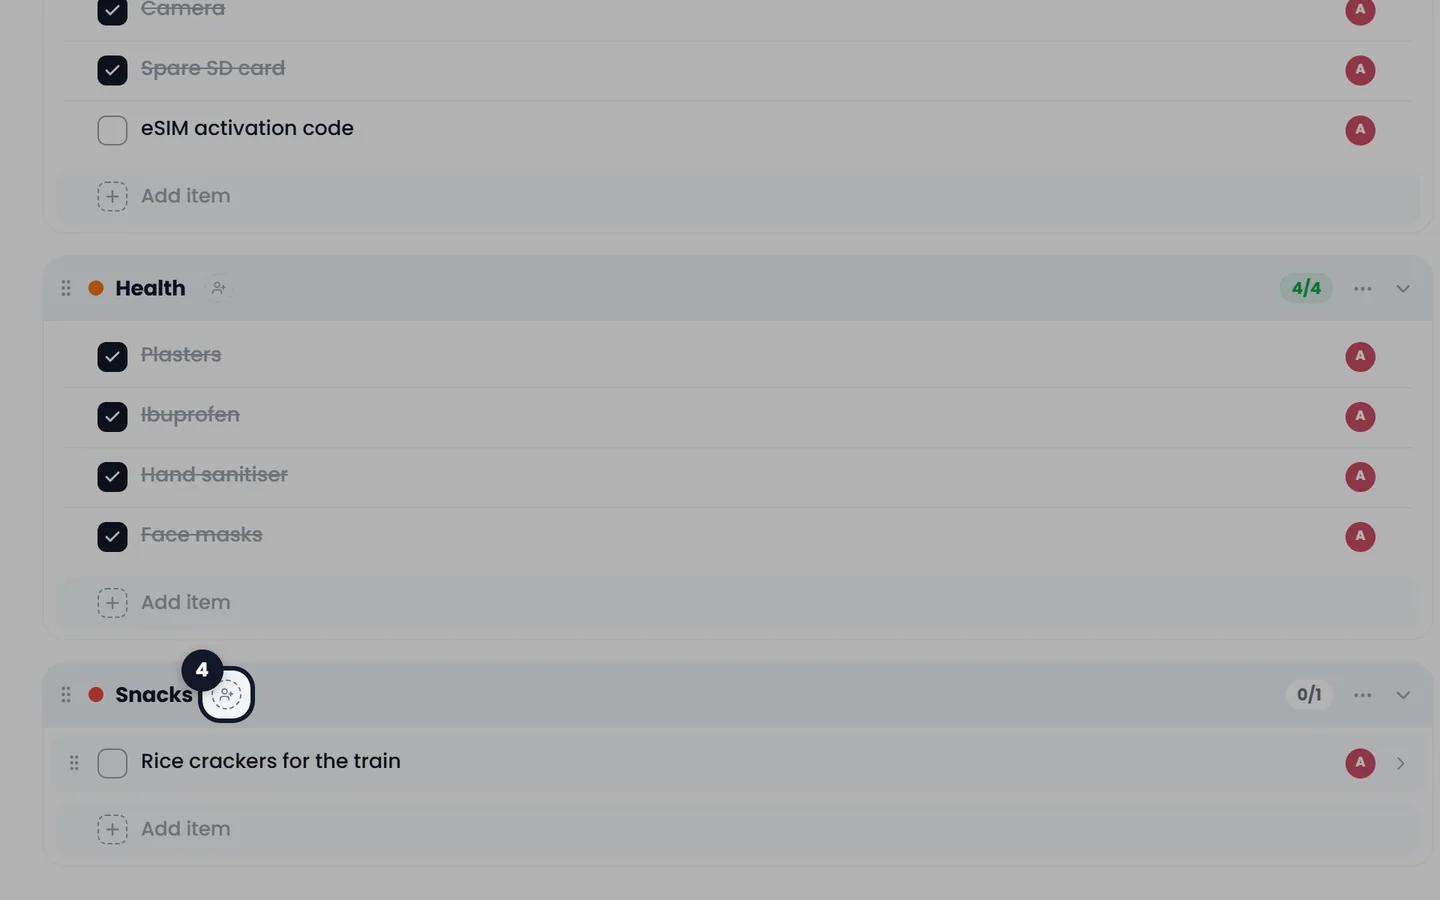 Camera
A
Spare SD card
A
eSIM activation code
A
Add item
Health
4/4
Plasters
A
Ibuprofen
A
Hand sanitiser
A
Face masks
A
Add item
4
Snacks
0/1
Rice crackers for the train
A
Add item